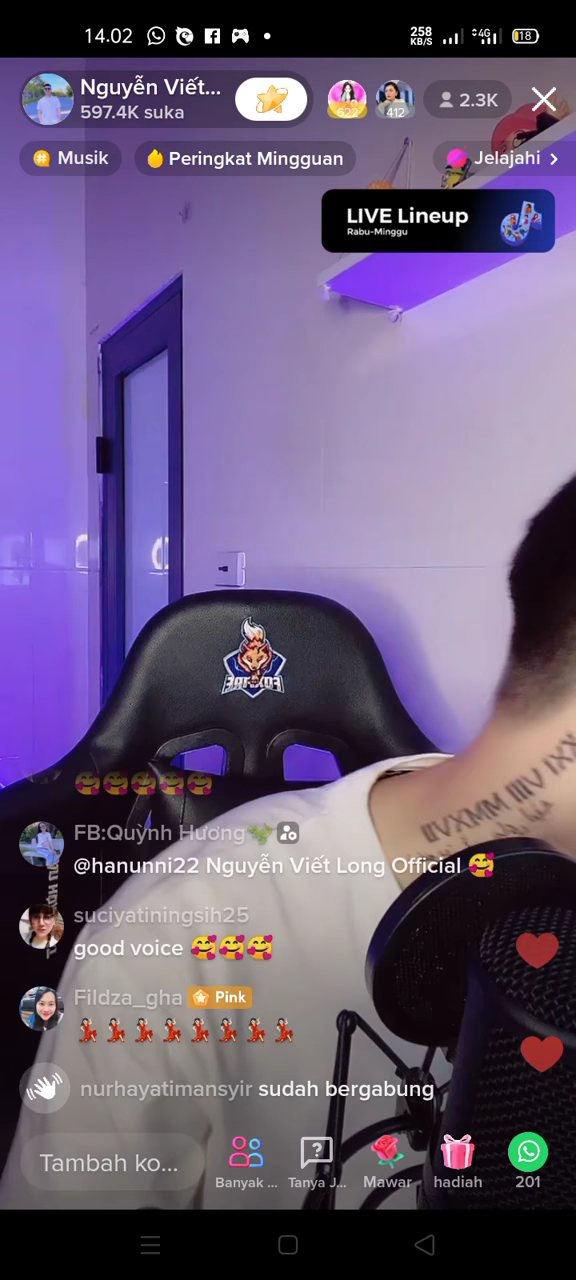 14.02
258
KB/S
4G
18
Nguyễn Viết...
597.4K suka
622
412
2.3K
Musik
Peringkat Mingguan
Jelajahi
LIVE Lineup
Rabu-Minggu
FB:Quỳnh Hương
@hanunni22 Nguyễn Viết Long Official
suciyatiningsih25
good voice
Fildza_gha Pink
nurhayatimansyir sudah bergabung
Tambah ko...
Banyak ...
Tanya J...
Mawar
hadiah
201